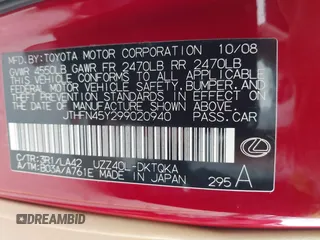 MFD.BY:TOYOTA MOTOR CORPORATION 10/08
GVWR 4550LB GAWR FR 2470LB RR 2470LB
THIS VEHICLE CONFORMS TO ALL APPLICABLE
FEDERAL MOTOR VEHICLE SAFETY, BUMPER, AND
THEFT PREVENTION STANDARDS IN EFFECT ON
THE DATE OF MANUFACTURE SHOWN ABOVE.
JTHFN45Y299020940 PASS.CAR
C/TR:3R1/LA42 UZZ40L-DKTQKA
A/TM:B03A/A761E MADE IN JAPAN 295 A
DREAMBID